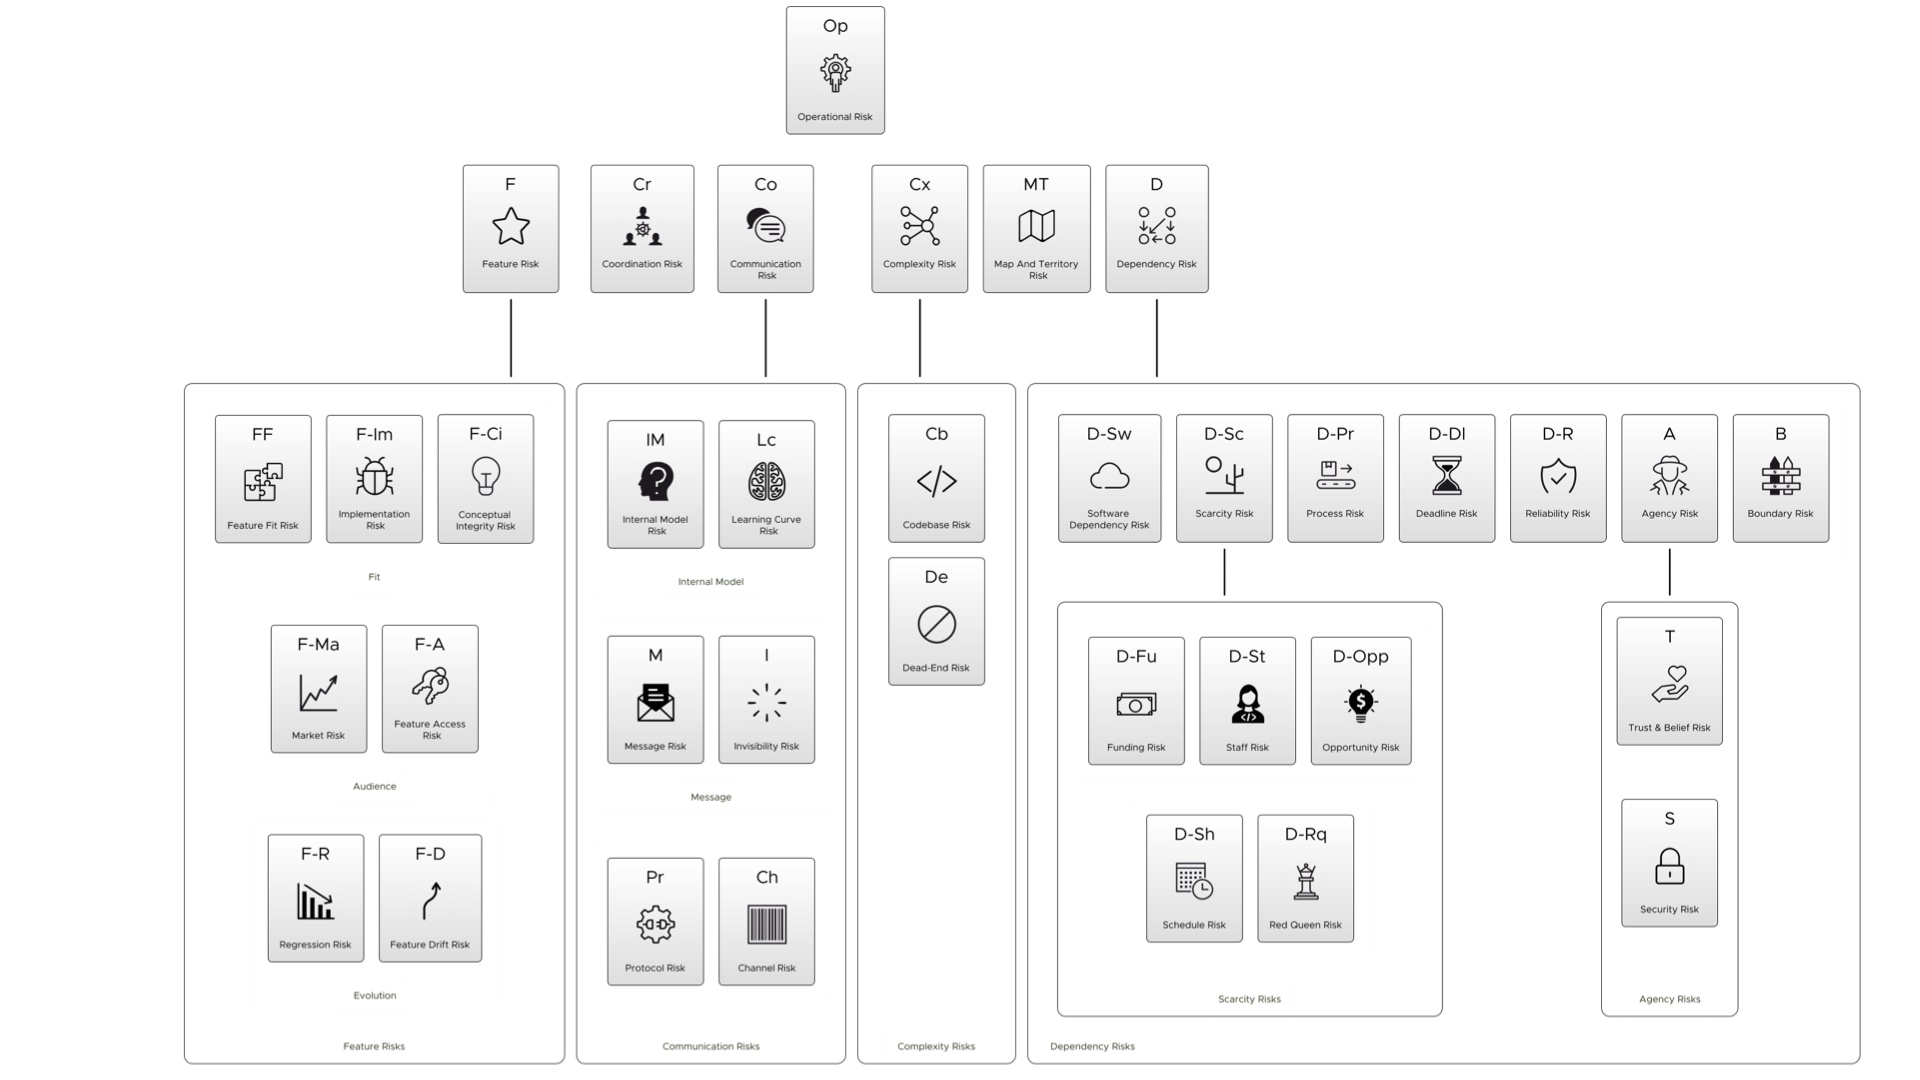 Op
Operational Risk
F
Feature Risk
Cr
Coordination Risk
Co
Communication
Risk
Cx
Complexity Risk
MT
Map And Territory
Risk
D
Dependency Risk
FF
Feature Fit Risk
F-Im
Implementation
Risk
F-Ci
Conceptual
Integrity Risk
Fit
F-Ma
Market Risk
F-A
Feature Access
Risk
Audience
F-R
Regression Risk
F-D
Feature Drift Risk
Evolution
Feature Risks
IM
Internal Model
Risk
Lc
Learning Curve
Risk
Internal Model
M
Message Risk
I
Invisibility Risk
Message
Pr
Protocol Risk
Ch
Channel Risk
Communication Risks
Cb
Codebase Risk
De
Dead-End Risk
Complexity Risks
D-Sw
Software
Dependency Risk
D-Sc
Scarcity Risk
D-Pr
Process Risk
D-Dl
Deadline Risk
D-R
Reliability Risk
A
Agency Risk
B
Boundary Risk
D-Fu
Funding Risk
D-St
Staff Risk
D-Opp
Opportunity Risk
D-Sh
Schedule Risk
D-Rq
Red Queen Risk
Scarcity Risks
T
Trust & Belief Risk
S
Security Risk
Agency Risks
Dependency Risks